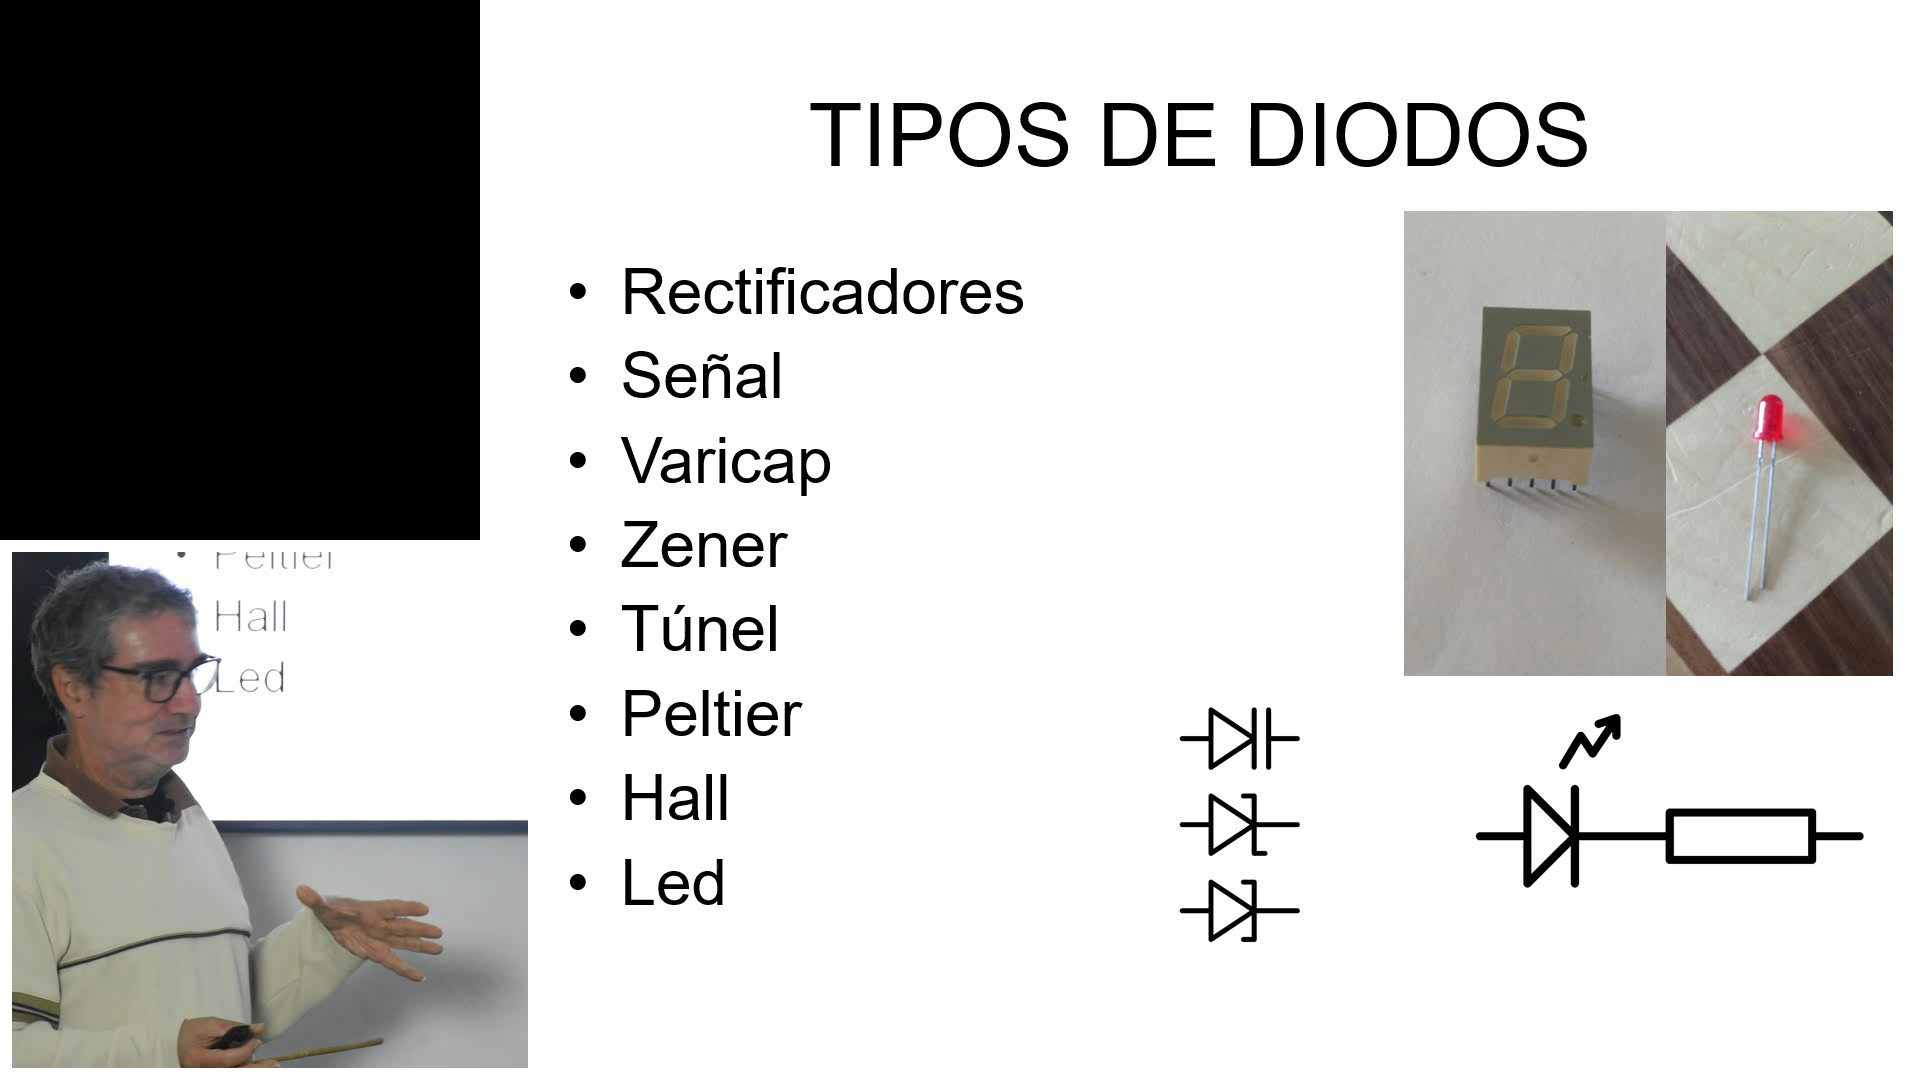 TIPOS DE DIODOS
• Rectificadores
• Señal
• Varicap
• Zener
• Túnel
• Peltier
• Hall
• Led
• Peltier
Hall
Led